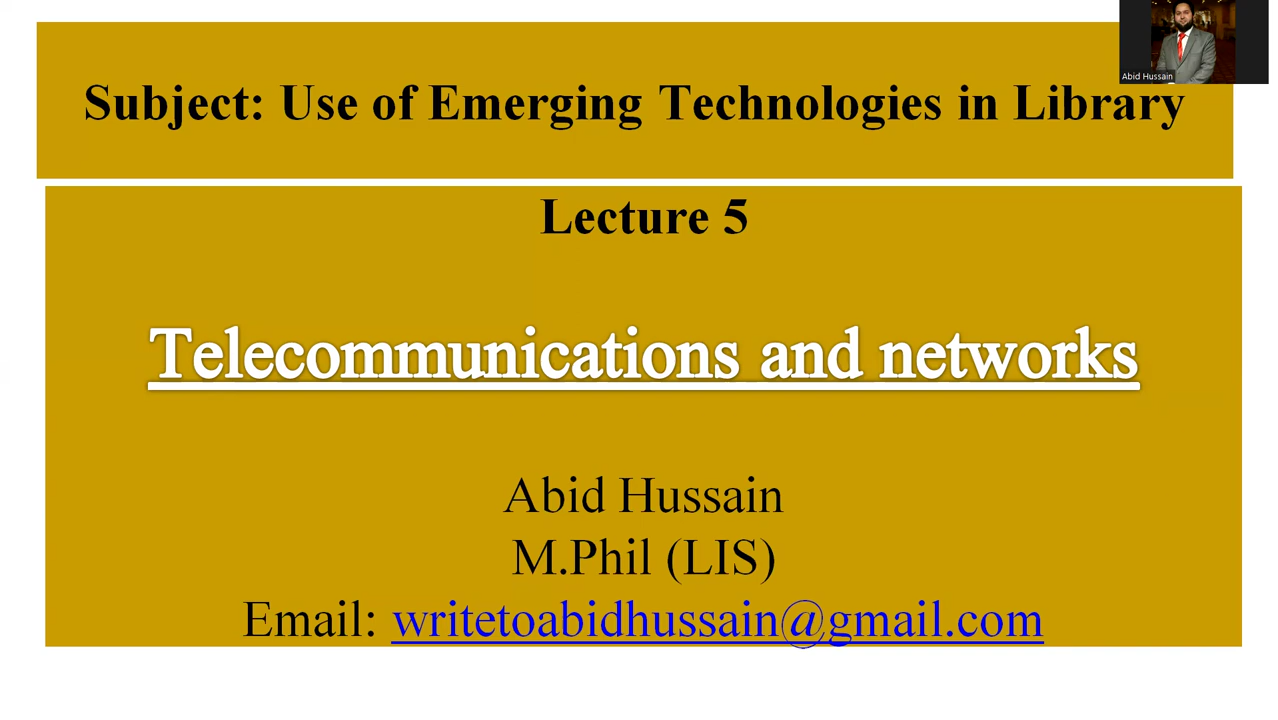 Abid Hussain
Subject: Use of Emerging Technologies in Library
Lecture 5
Telecommunications and networks
Abid Hussain
M.Phil (LIS)
Email: writetoabidhussain@gmail.com